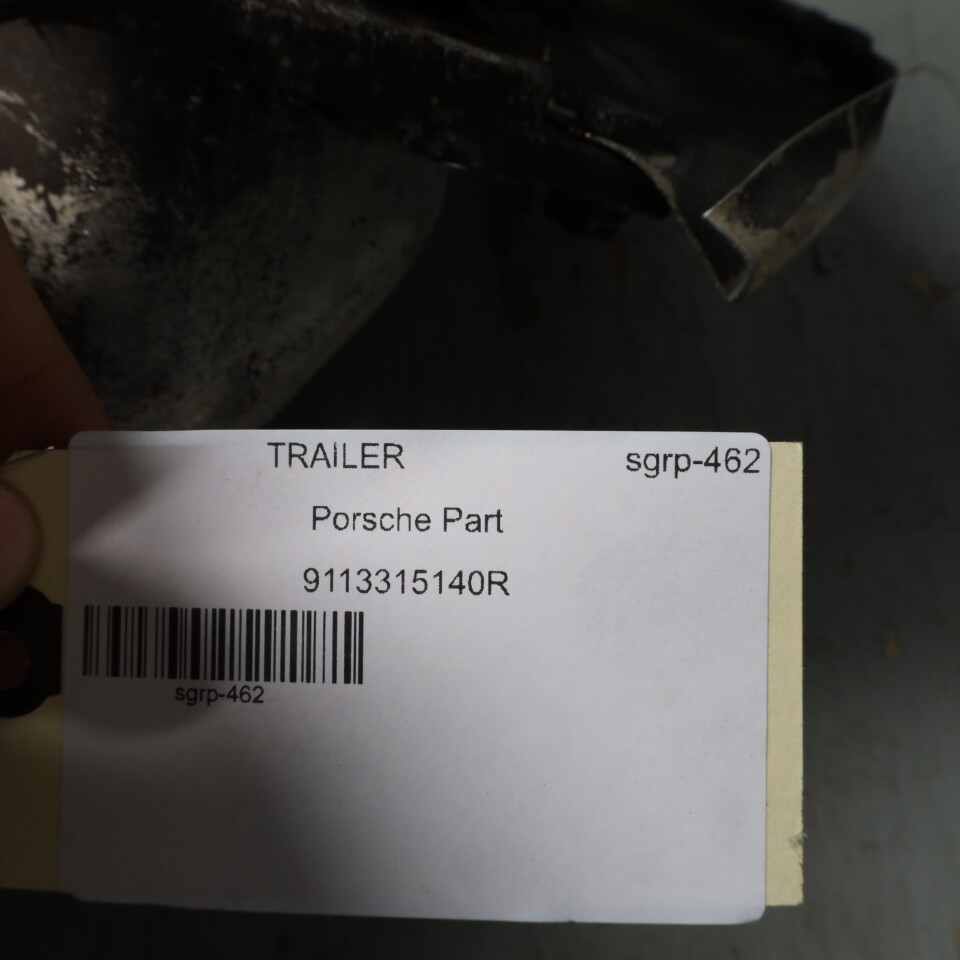 TRAILER sgrp-462
Porsche Part
9113315140R
sgrp-462